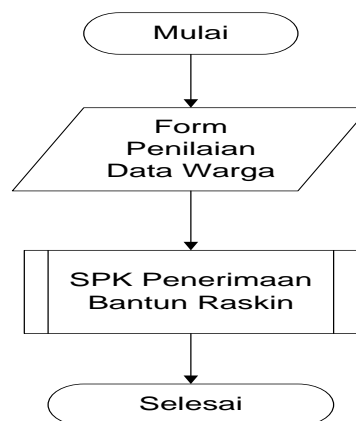 Mulai
Form
Penilaian
Data Warga
SPK Penerimaan
Bantun Raskin
Selesai